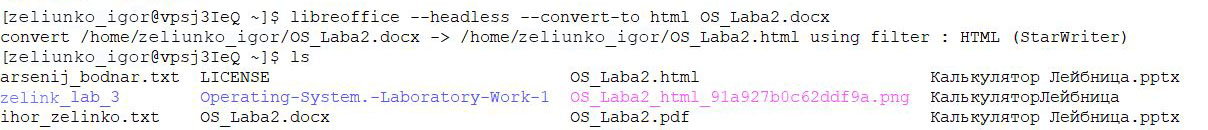 [zeliunko_igor@vpsj3IeQ ~]$ libreoffice --headless --convert-to html OS_Laba2.docx
convert /home/zeliunko_igor/OS_Laba2.docx -> /home/zeliunko_igor/OS_Laba2.html using filter : HTML (StarWriter)
[zeliunko_igor@vpsj3IeQ ~]$ ls
arsenij_bodnar.txt  LICENSE                              OS_Laba2.html                        Калькулятор Лейбница.pptx
zelink_lab_3        Operating-System.-Laboratory-Work-1  OS_Laba2_html_91a927b0c62ddf9a.png  КалькуляторЛейбница
ihor_zelinko.txt    OS_Laba2.docx                        OS_Laba2.pdf                         Калькулятор Лейбница.pptx